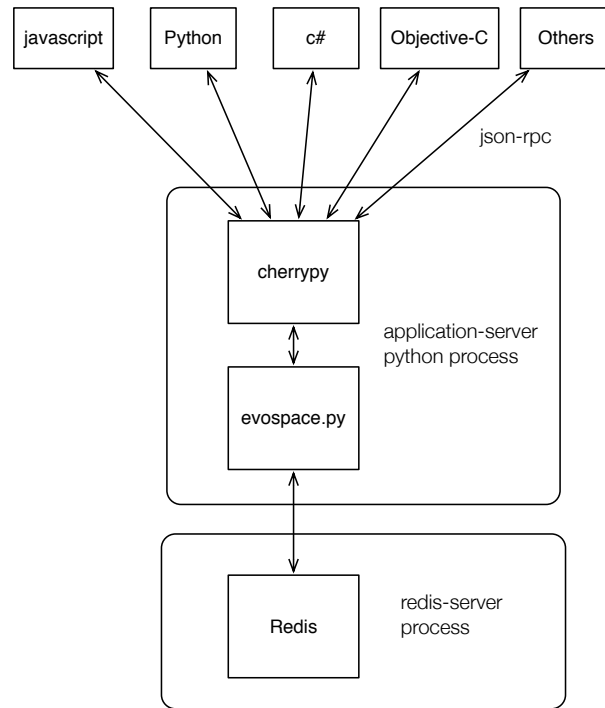 javascript
Python
c#
Objective-C
Others
json-rpc
cherrypy
application-server
python process
evospace.py
redis-server
process
Redis